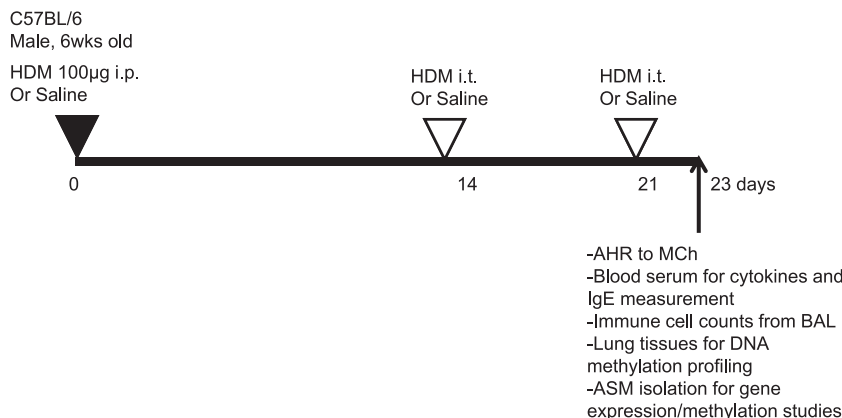 C57BL/6
Male, 6wks old
HDM 100µg i.p.
Or Saline
HDM i.t.
Or Saline
HDM i.t.
Or Saline
0
14
21
23 days
-AHR to MCh
-Blood serum for cytokines and
IgE measurement
-Immune cell counts from BAL
-Lung tissues for DNA
methylation profiling
-ASM isolation for gene
expression/methylation studies